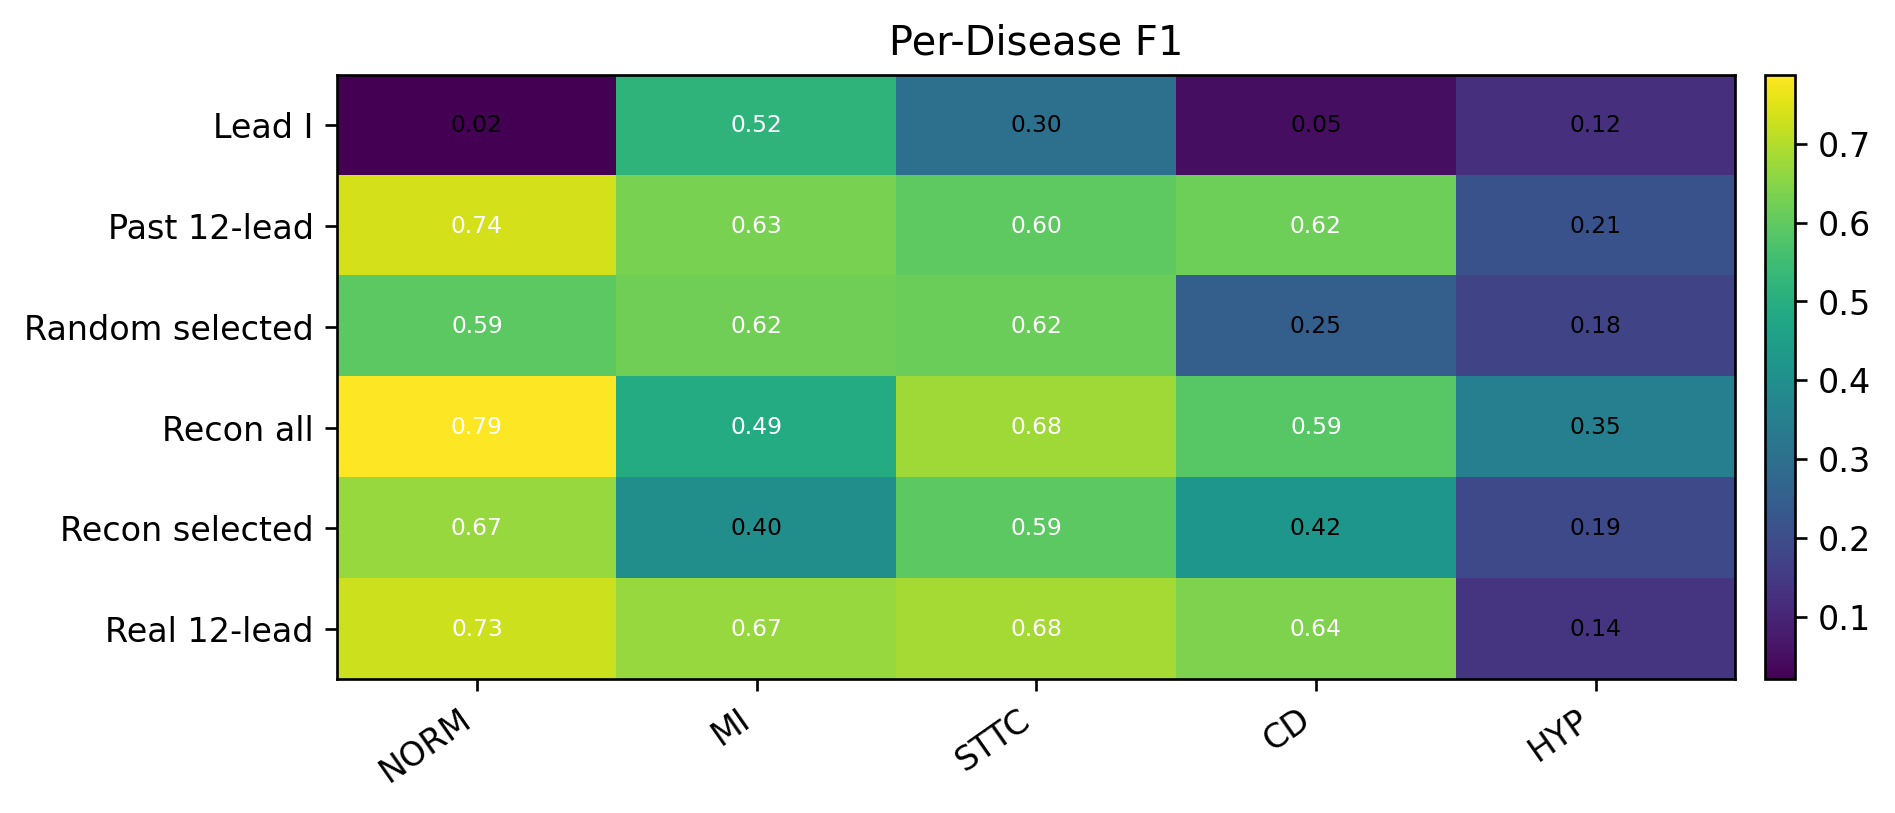 Per-Disease F1
Lead I 0.02 0.52 0.30 0.05 0.12
Past 12-lead 0.74 0.63 0.60 0.62 0.21
Random selected 0.59 0.62 0.62 0.25 0.18
Recon all 0.79 0.49 0.68 0.59 0.35
Recon selected 0.67 0.40 0.59 0.42 0.19
Real 12-lead 0.73 0.67 0.68 0.64 0.14
NORM MI STTC CD HYP
0.7
0.6
0.5
0.4
0.3
0.2
0.1